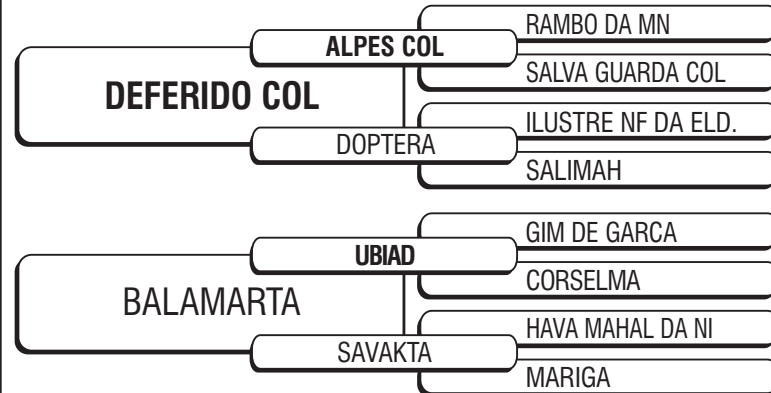 RAMBO DA MN
ALPES COL
SALVA GUARDA COL
DEFERIDO COL
ILUSTRE NF DA ELD.
DOPTERA
SALIMAH
GIM DE GARCA
UBIAD
CORSELMA
BALAMARTA
HAVA MAHAL DA NI
SAVAKTA
MARIGA